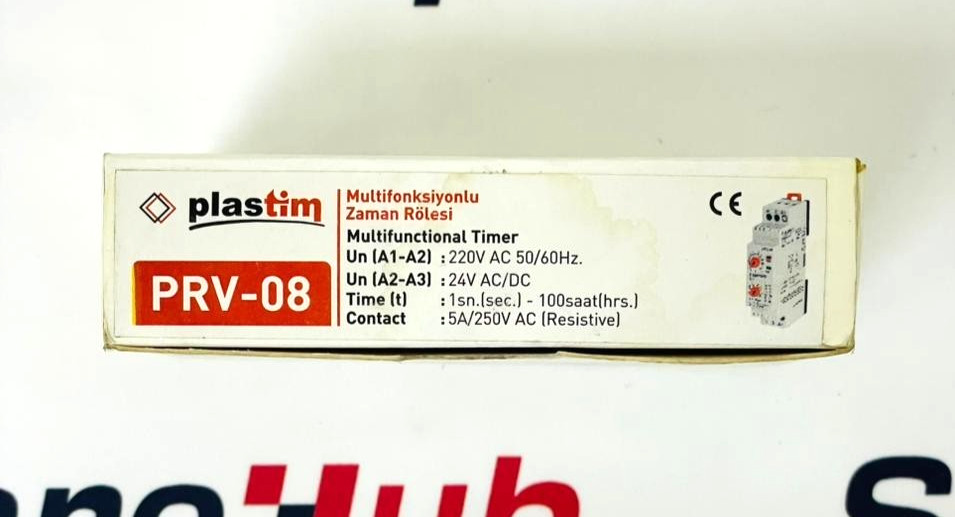 plastim
PRV-08
Multifonksiyonlu
Zaman Rölesi
Multifunctional Timer
Un (A1-A2) : 220V AC 50/60Hz.
Un (A2-A3) : 24V AC/DC
Time (t) : 1sn.(sec.) - 100saat(hrs.)
Contact : 5A/250V AC (Resistive)
CE
Hub